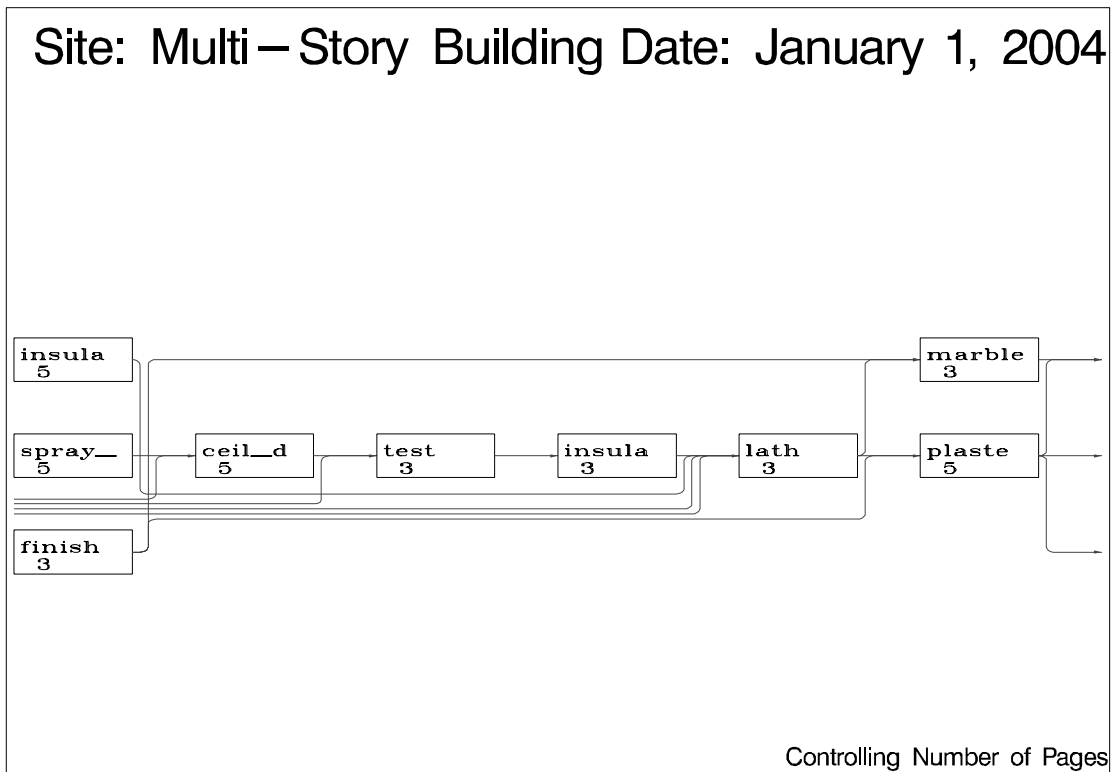 Site: Multi-Story Building Date: January 1, 2004
insula
5
marble
3
spray_
5
ceil_d
5
test
3
insula
3
lath
3
plaste
5
finish
3
Controlling Number of Pages